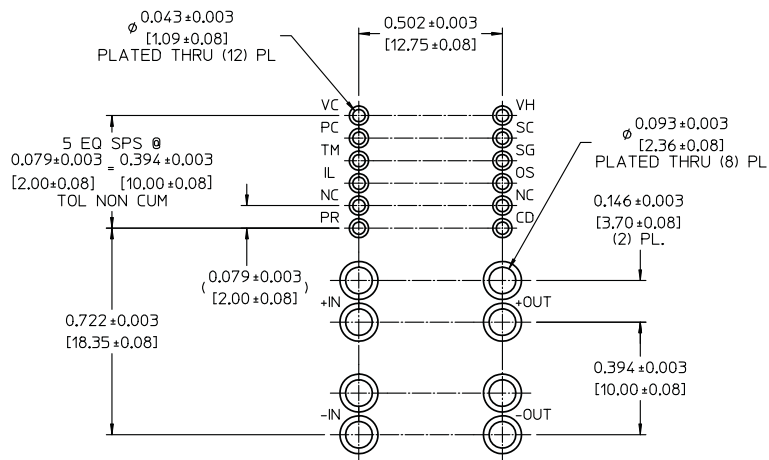 ø 0.043±0.003
[1.09±0.08]
PLATED THRU (12) PL
0.502±0.003
[12.75±0.08]
VC
VH
PC
SC
TM
SG
IL
OS
NC
NC
PR
CD
5 EQ SPS @
0.079±0.003 = 0.394±0.003
[2.00±0.08] [10.00±0.08]
TOL NON CUM
ø 0.093±0.003
[2.36±0.08]
PLATED THRU (8) PL
0.146±0.003
[3.70±0.08]
(2) PL.
( 0.079±0.003 )
[2.00±0.08]
+IN
+OUT
0.722±0.003
[18.35±0.08]
0.394±0.003
[10.00±0.08]
-IN
-OUT